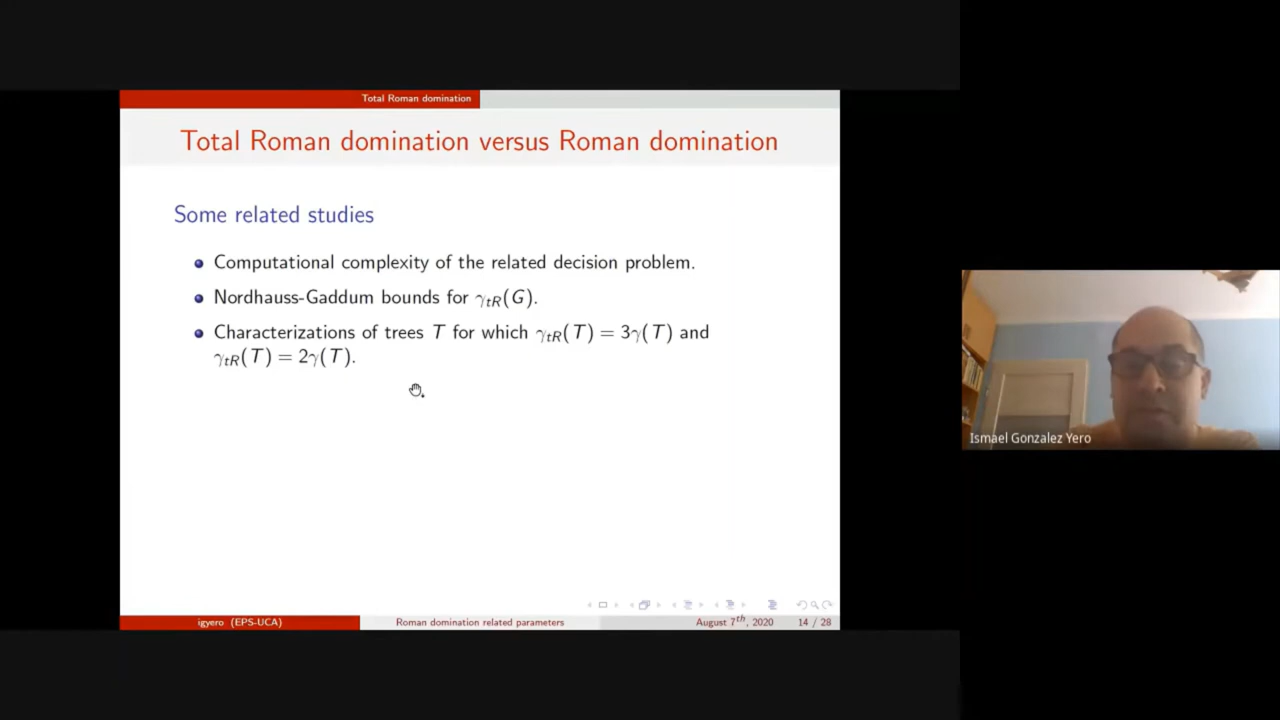 Total Roman domination
Total Roman domination versus Roman domination
Some related studies
Computational complexity of the related decision problem.
Nordhauss-Gaddum bounds for γtR(G).
Characterizations of trees T for which γtR(T) = 3γ(T) and
γtR(T) = 2γ(T).
Ismael Gonzalez Yero
igyero (EPS-UCA)
Roman domination related parameters
August 7th, 2020
14 / 28